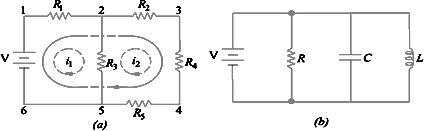 1 R₁ 2 R₂ 3
V i₁ R₃ i₂ R₄
6 5 R₅ 4
(a)
V R C L
(b)